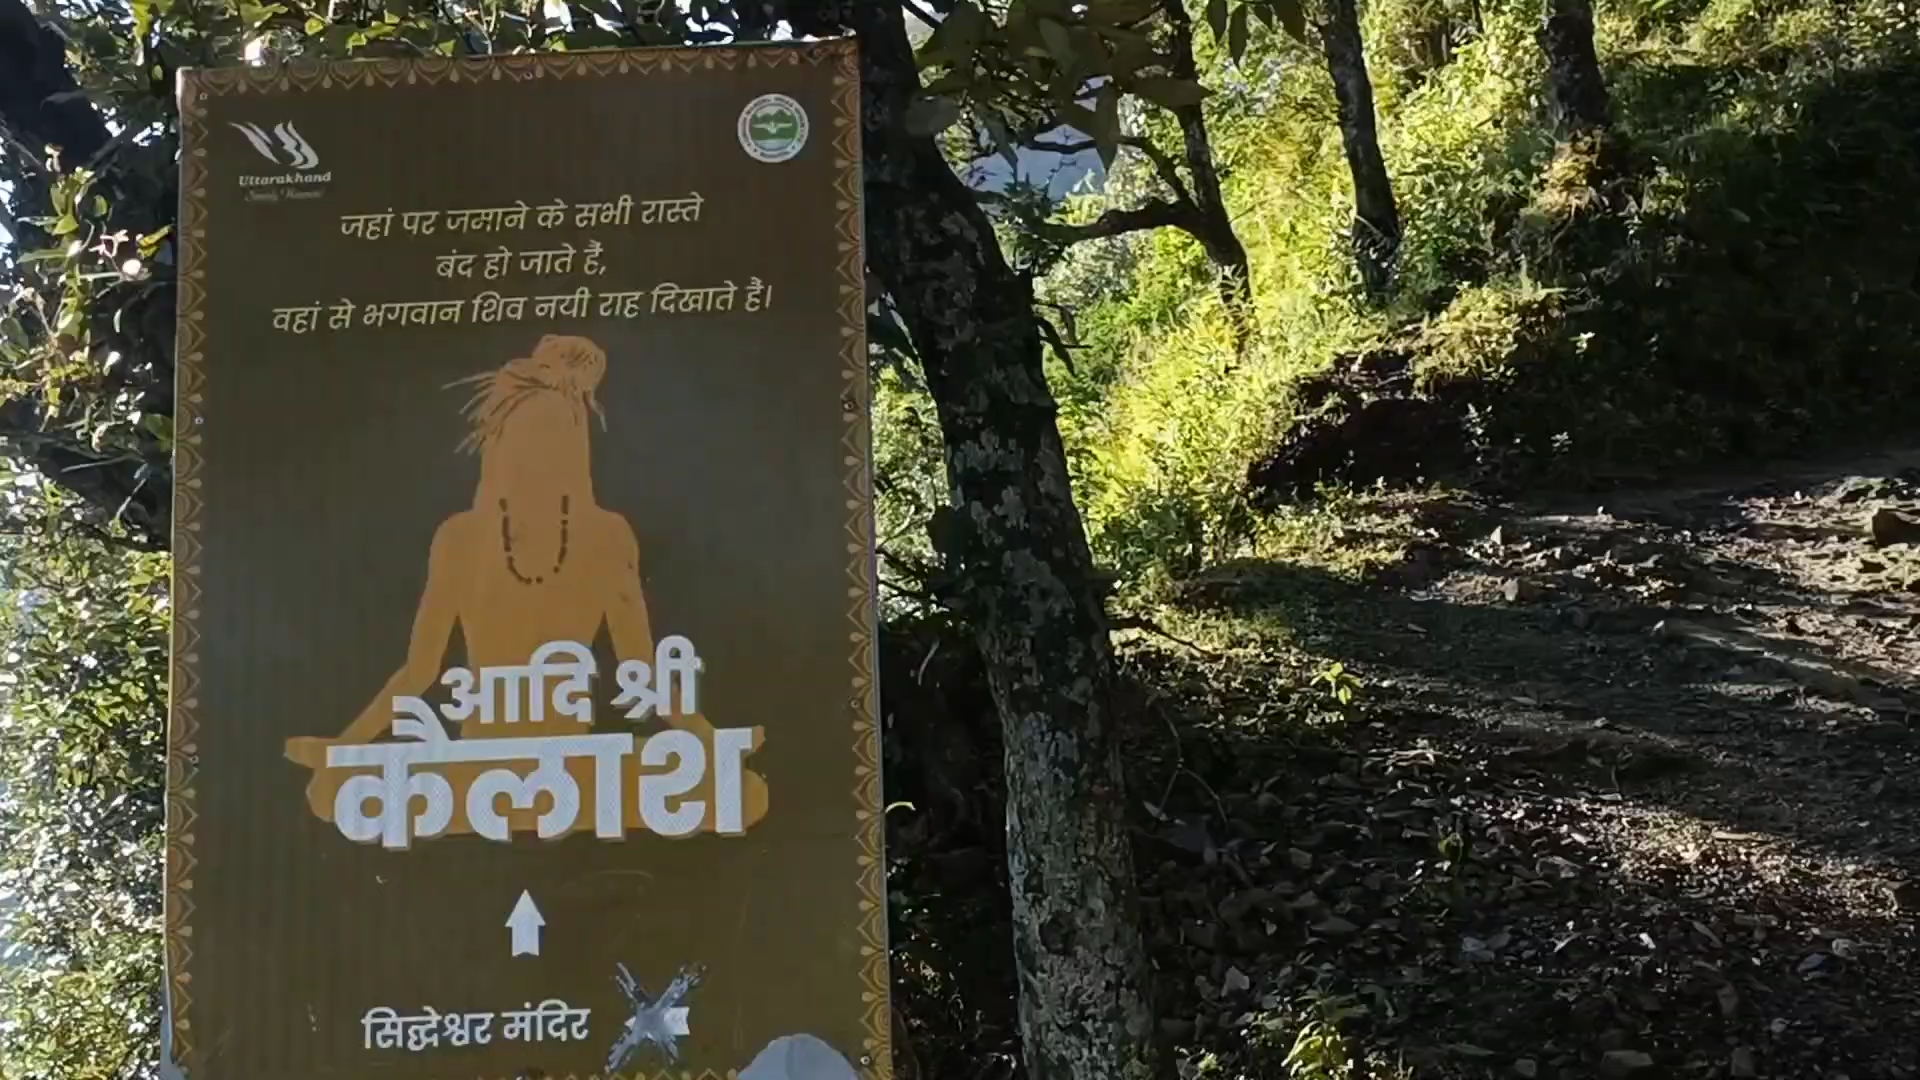 Uttarakhand
जहां पर जमाने के सभी रास्ते
बंद हो जाते हैं,
वहां से भगवान शिव नयी राह दिखाते हैं।
आदि श्री
कैलाश
सिद्धेश्वर मंदिर